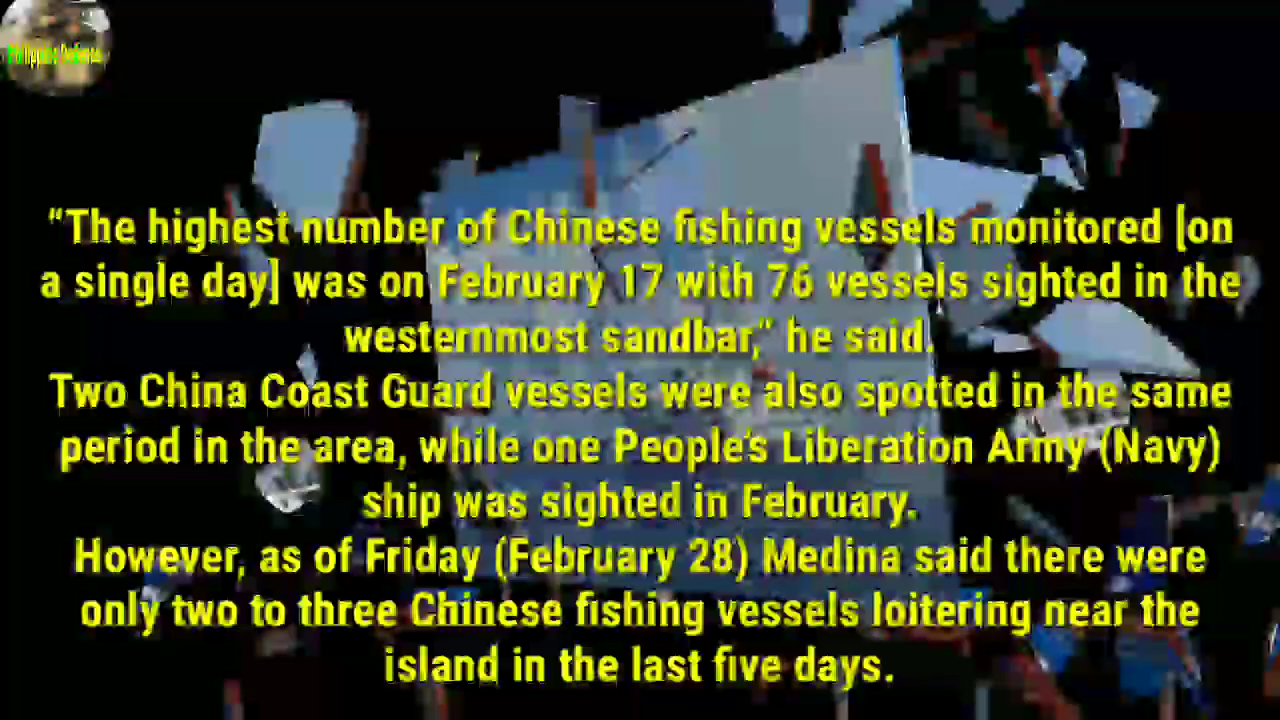 Philippine Defense
“The highest number of Chinese fishing vessels monitored [on
a single day] was on February 17 with 76 vessels sighted in the
westernmost sandbar,” he said.
Two China Coast Guard vessels were also spotted in the same
period in the area, while one People’s Liberation Army (Navy)
ship was sighted in February.
However, as of Friday (February 28) Medina said there were
only two to three Chinese fishing vessels loitering near the
island in the last five days.